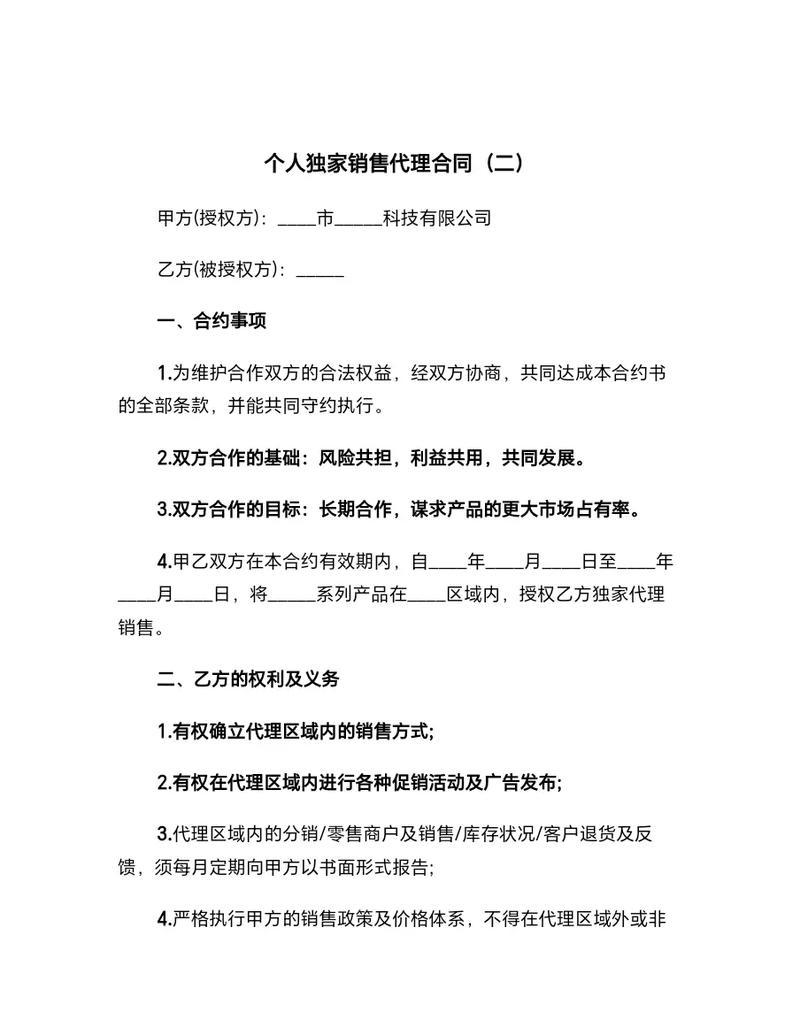 个人独家销售代理合同（二）
甲方(授权方)：____市_____科技有限公司
乙方(被授权方)：_____
一、合约事项
1.为维护合作双方的合法权益，经双方协商，共同达成本合约书
的全部条款，并能共同守约执行。
2.双方合作的基础：风险共担，利益共用，共同发展。
3.双方合作的目标：长期合作，谋求产品的更大市场占有率。
4.甲乙双方在本合约有效期内，自____年____月____日至____年
____月____日，将_____系列产品在____区域内，授权乙方独家代理
销售。
二、乙方的权利及义务
1.有权确立代理区域内的销售方式;
2.有权在代理区域内进行各种促销活动及广告发布;
3.代理区域内的分销/零售商户及销售/库存状况/客户退货及反
馈，须每月定期向甲方以书面形式报告;
4.严格执行甲方的销售政策及价格体系，不得在代理区域外或非